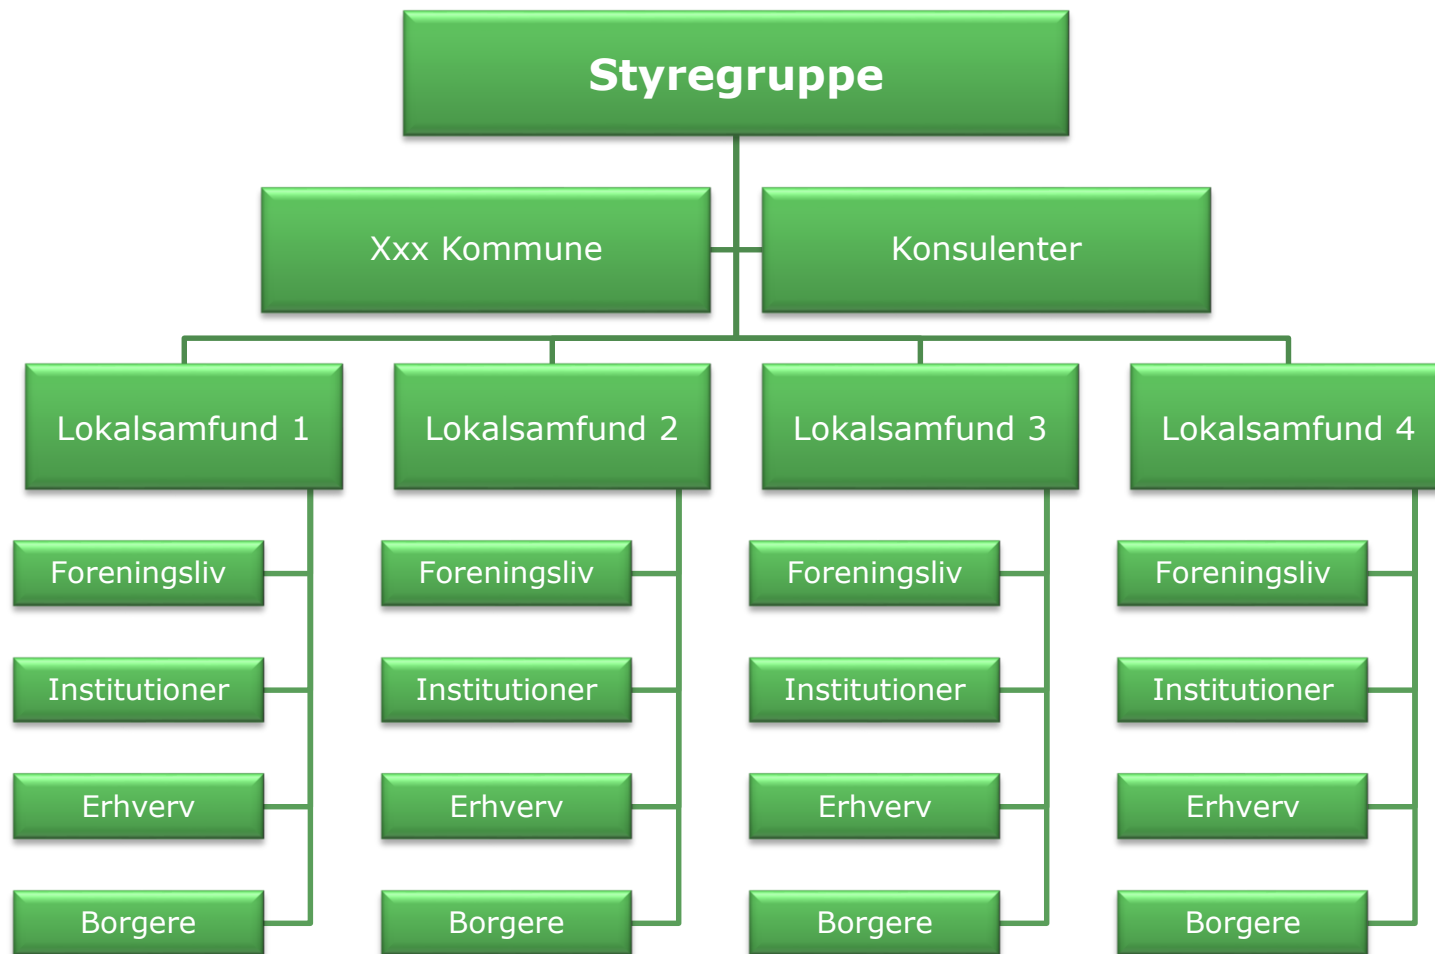 Styregruppe
Xxx Kommune
Konsulenter
Lokalsamfund 1
Lokalsamfund 2
Lokalsamfund 3
Lokalsamfund 4
Foreningsliv
Foreningsliv
Foreningsliv
Foreningsliv
Institutioner
Institutioner
Institutioner
Institutioner
Erhverv
Erhverv
Erhverv
Erhverv
Borgere
Borgere
Borgere
Borgere